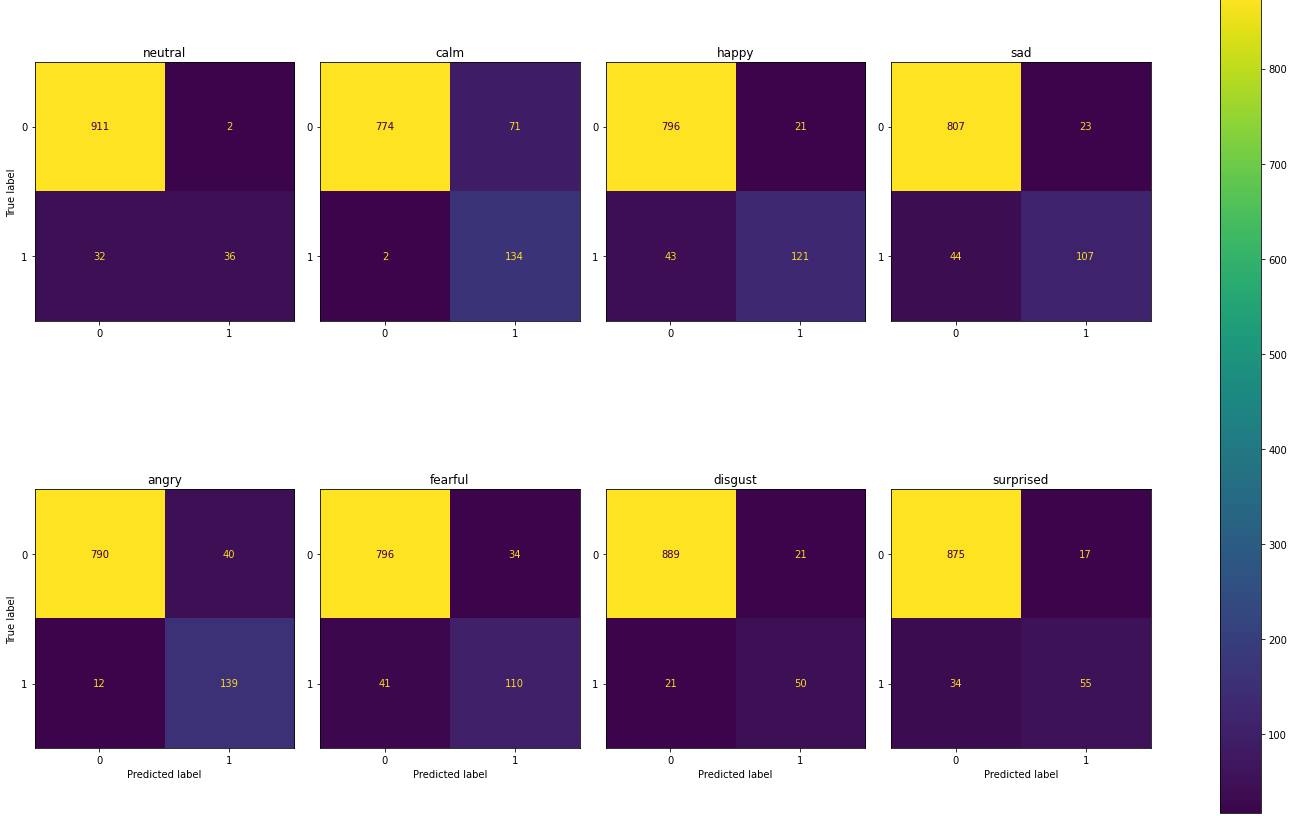 neutral
calm
happy
sad
0 911 2
0 774 71
0 796 21
0 807 23
True label
1 32 36
1 2 134
1 43 121
1 44 107
0 1
0 1
0 1
0 1
angry
fearful
disgust
surprised
0 790 40
0 796 34
0 889 21
0 875 17
True label
1 12 139
1 41 110
1 21 50
1 34 55
0 1
0 1
0 1
0 1
Predicted label
Predicted label
Predicted label
Predicted label
800
700
600
500
400
300
200
100